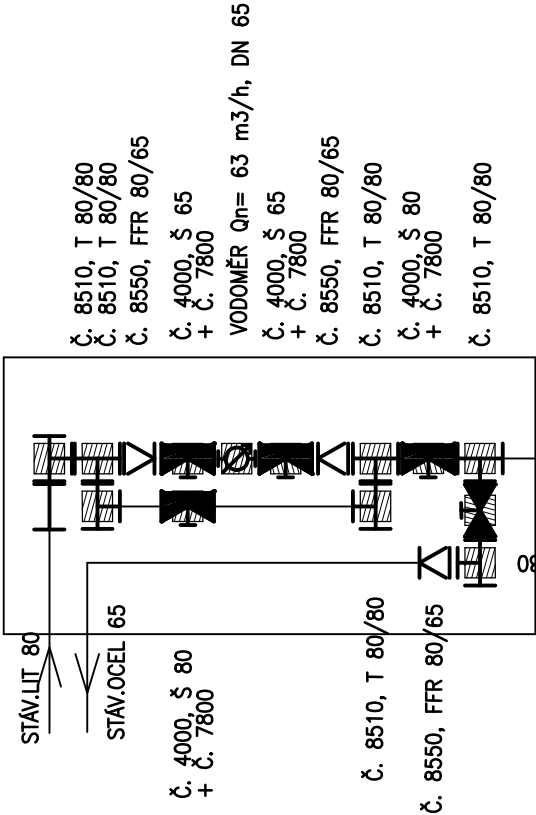 Č. 8510, T 80/80
Č. 8510, T 80/80
Č. 8550, FFR 80/65
Č. 4000, Š 65
+ Č. 7800
VODOMĚR Qn= 63 m3/h, DN 65
Č. 4000, Š 65
+ Č. 7800
Č. 8550, FFR 80/65
Č. 8510, T 80/80
Č. 4000, Š 80
+ Č. 7800
Č. 8510, T 80/80
STÁV.LIT 80
STÁV.OCEL 65
Č. 4000, Š 80
+ Č. 7800
Č. 8510, T 80/80
Č. 8550, FFR 80/65